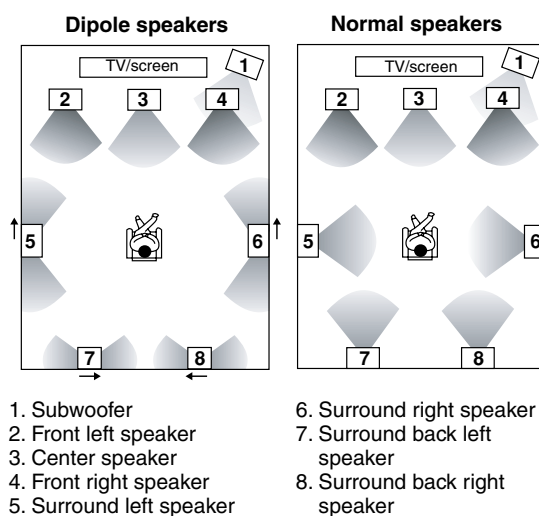 Dipole speakers
TV/screen
1
2
3
4
5
6
7
8
Normal speakers
TV/screen
1
2
3
4
5
6
7
8
1. Subwoofer
2. Front left speaker
3. Center speaker
4. Front right speaker
5. Surround left speaker
6. Surround right speaker
7. Surround back left
speaker
8. Surround back right
speaker